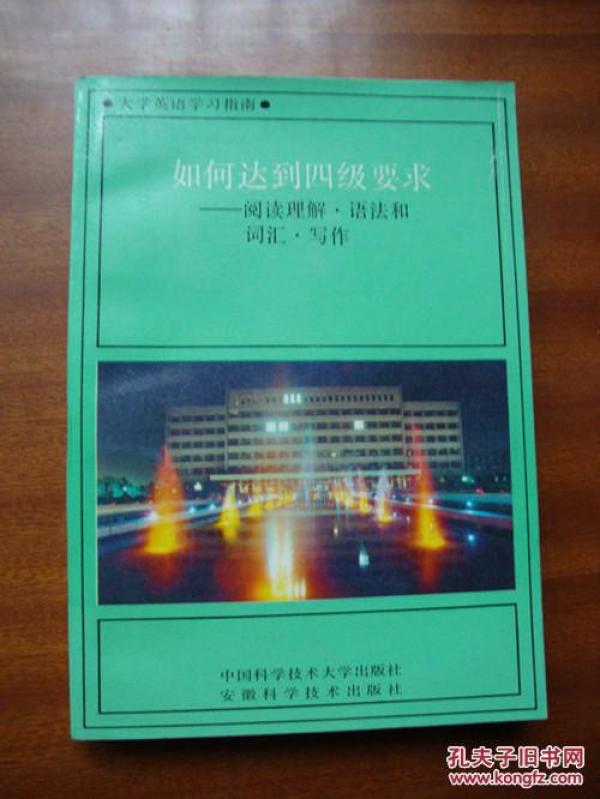 ●大学英语学习指南●
如何达到四级要求
——阅读理解·语法和
词汇·写作
中国科学技术大学出版社
安徽科学技术出版社
孔夫子旧书网
www.kongfz.com